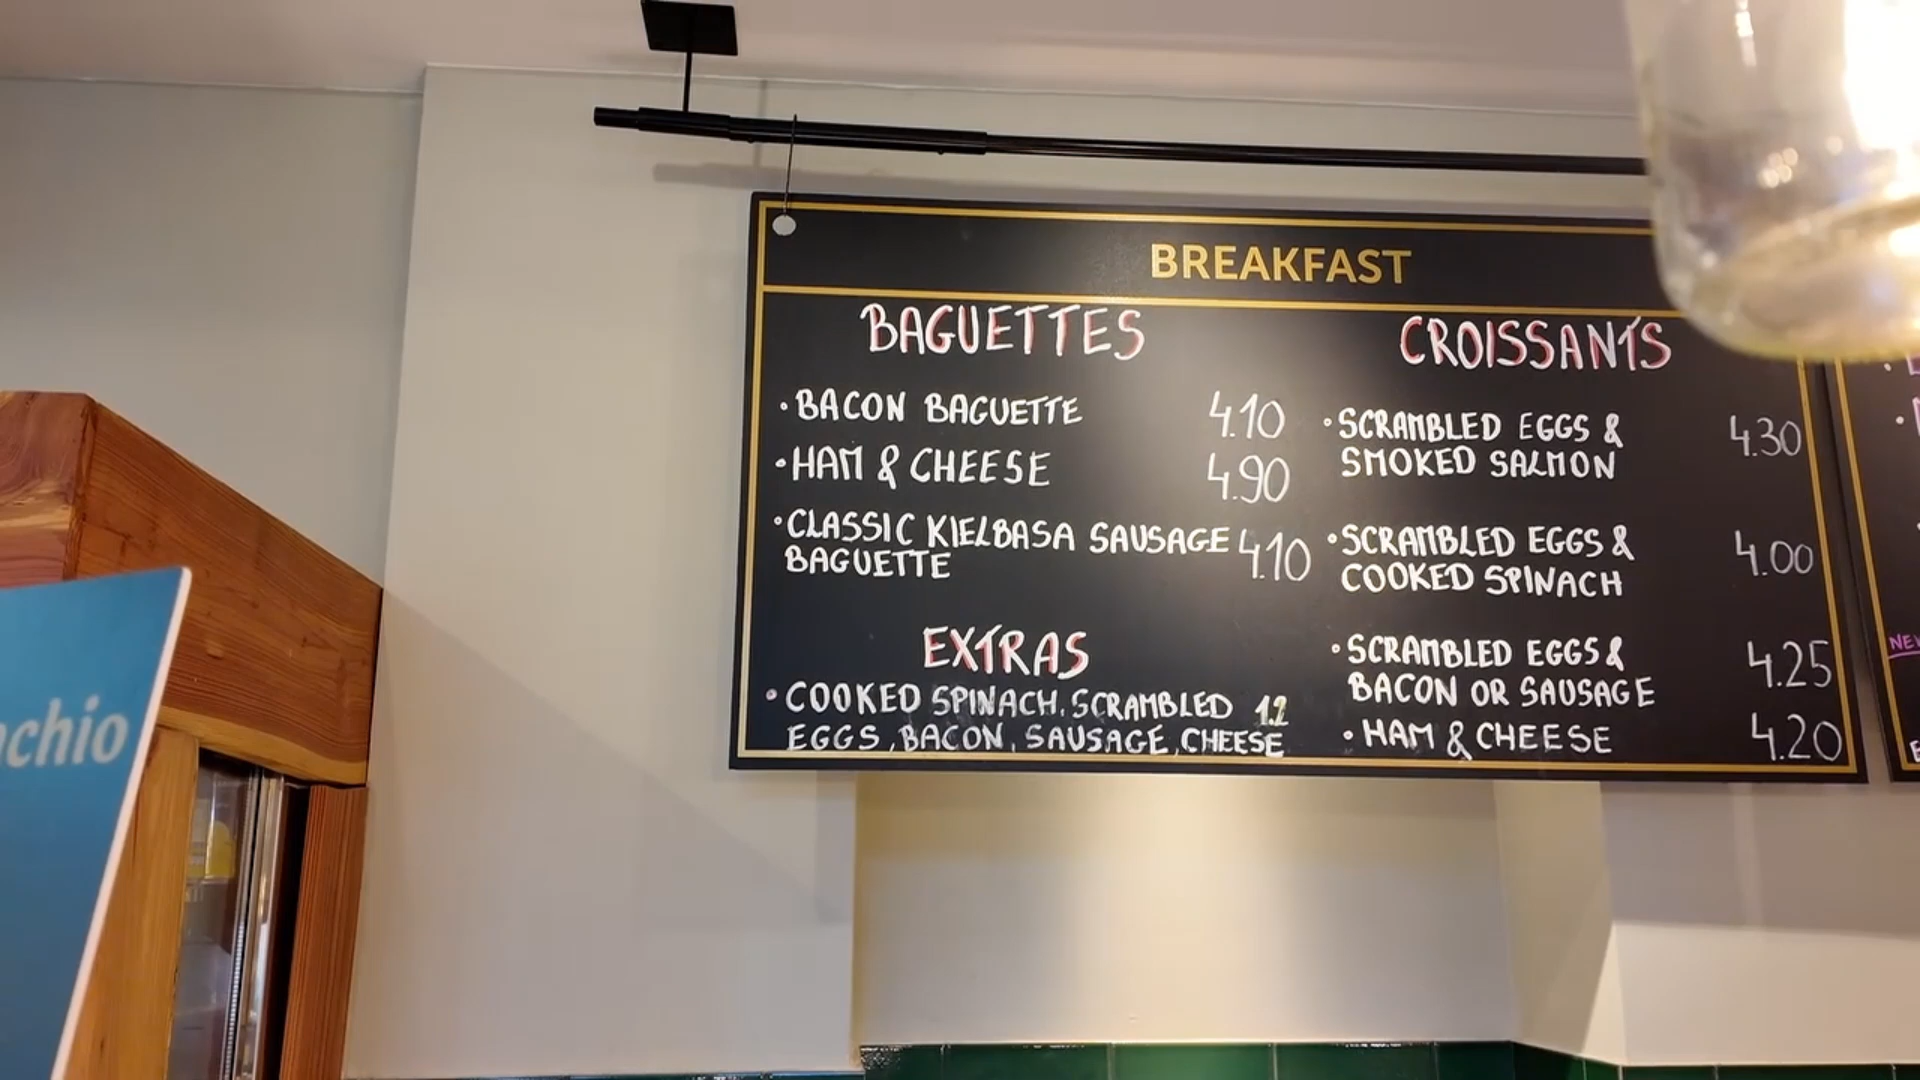 BREAKFAST
BAGUETTES
• BACON BAGUETTE 4.10
• HAM & CHEESE 4.90
• CLASSIC KIELBASA SAUSAGE
BAGUETTE 4.10
EXTRAS
• COOKED SPINACH, SCRAMBLED 1.2
EGGS, BACON, SAUSAGE, CHEESE
CROISSANTS
• SCRAMBLED EGGS &
SMOKED SALMON 4.30
• SCRAMBLED EGGS &
COOKED SPINACH 4.00
• SCRAMBLED EGGS &
BACON OR SAUSAGE 4.25
• HAM & CHEESE 4.20
achio